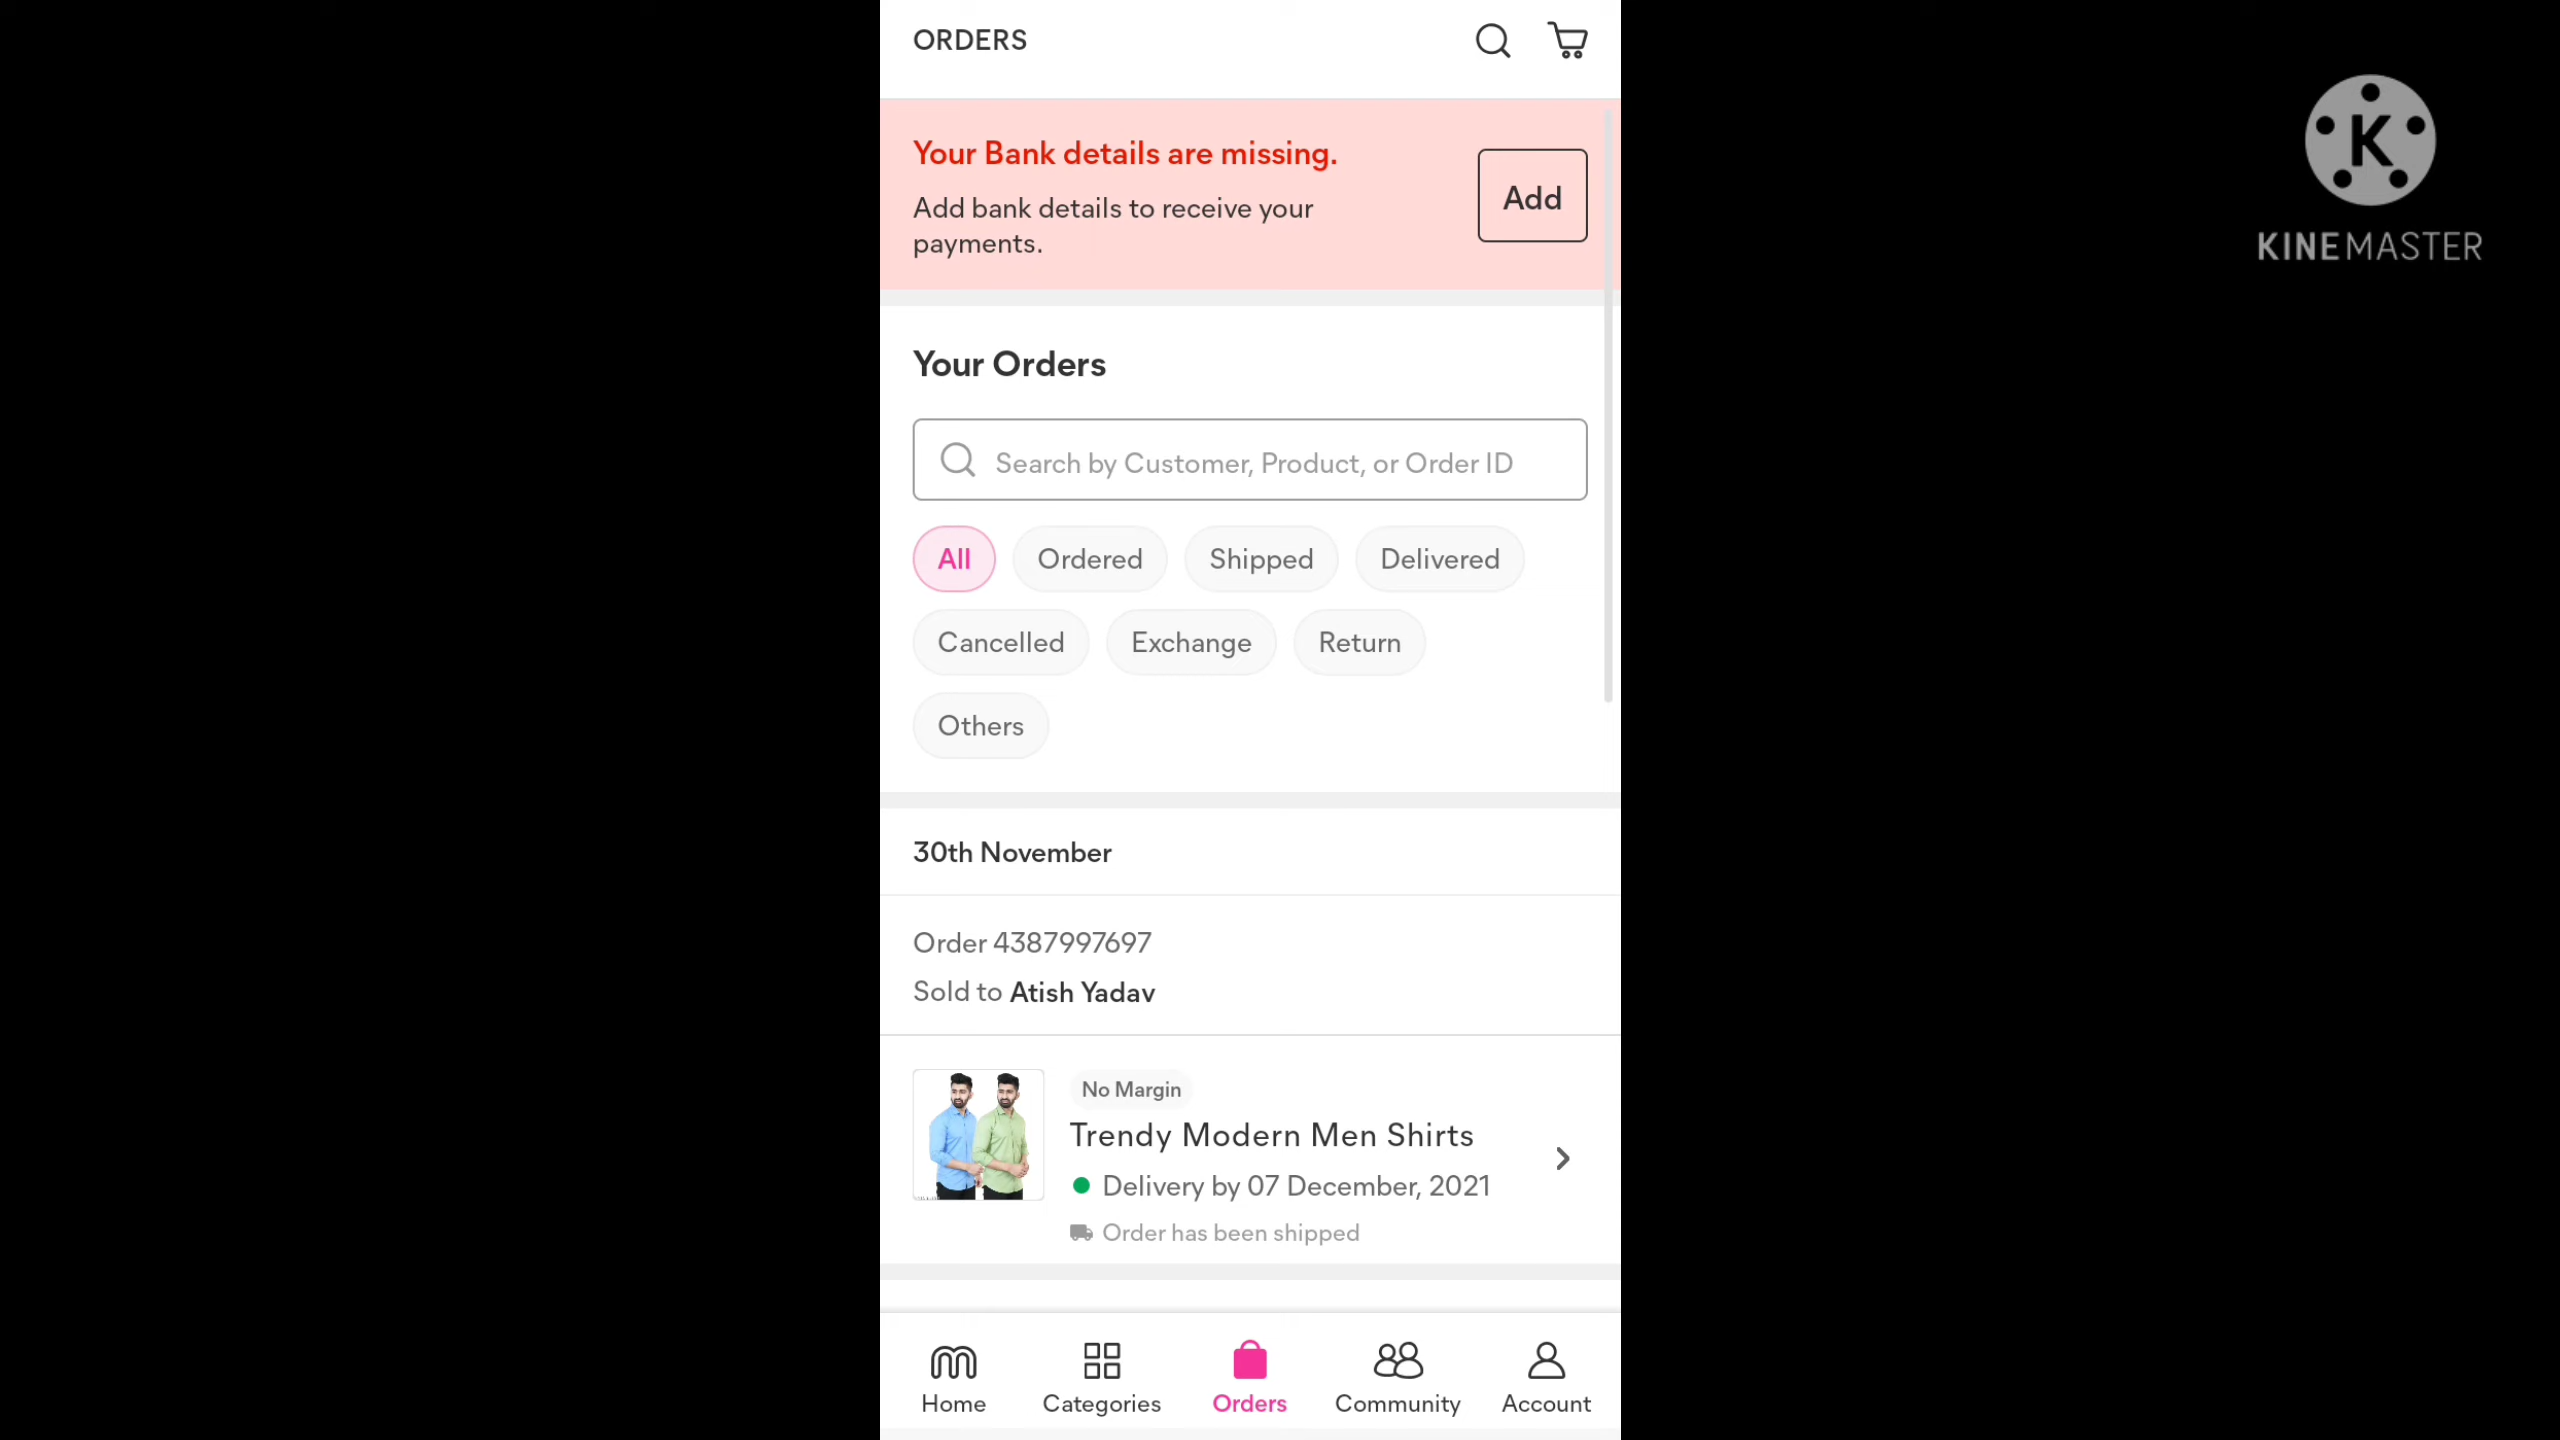 ORDERS
Your Bank details are missing.
Add bank details to receive your
payments.
Add
Your Orders
Search by Customer, Product, or Order ID
All Ordered Shipped Delivered
Cancelled Exchange Return
Others
30th November
Order 4387997697
Sold to Atish Yadav
No Margin
Trendy Modern Men Shirts
Delivery by 07 December, 2021
Order has been shipped
Home Categories Orders Community Account
K
KINEMASTER